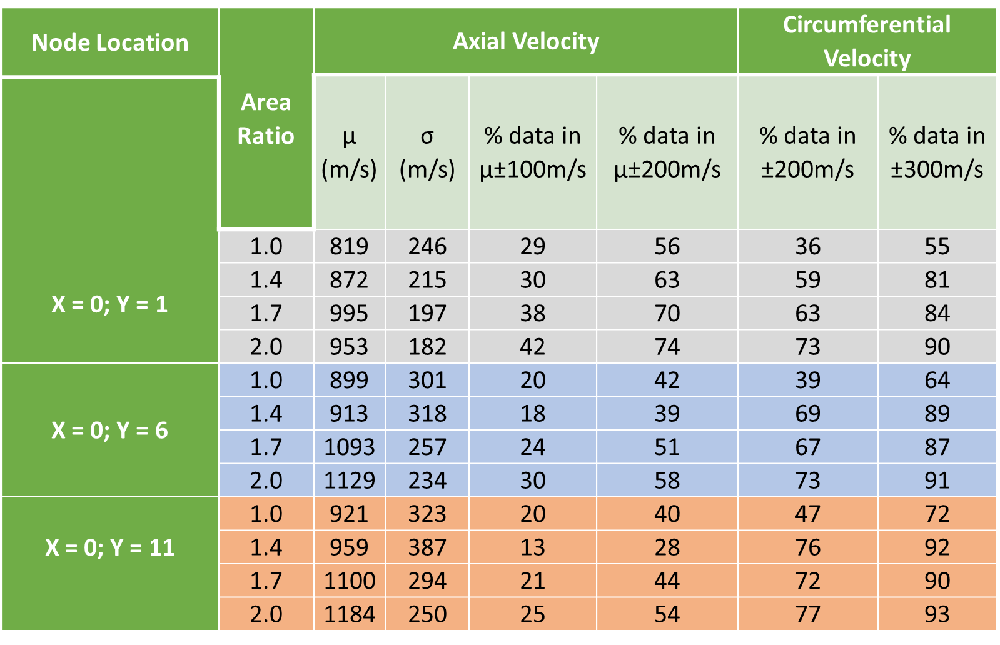 Node Location
Area
Ratio
Axial Velocity
Circumferential
Velocity
μ
(m/s)
σ
(m/s)
% data in
μ±100m/s
% data in
μ±200m/s
% data in
±200m/s
% data in
±300m/s
X = 0; Y = 1
1.0 819 246 29 56 36 55
1.4 872 215 30 63 59 81
1.7 995 197 38 70 63 84
2.0 953 182 42 74 73 90
X = 0; Y = 6
1.0 899 301 20 42 39 64
1.4 913 318 18 39 69 89
1.7 1093 257 24 51 67 87
2.0 1129 234 30 58 73 91
X = 0; Y = 11
1.0 921 323 20 40 47 72
1.4 959 387 13 28 76 92
1.7 1100 294 21 44 72 90
2.0 1184 250 25 54 77 93